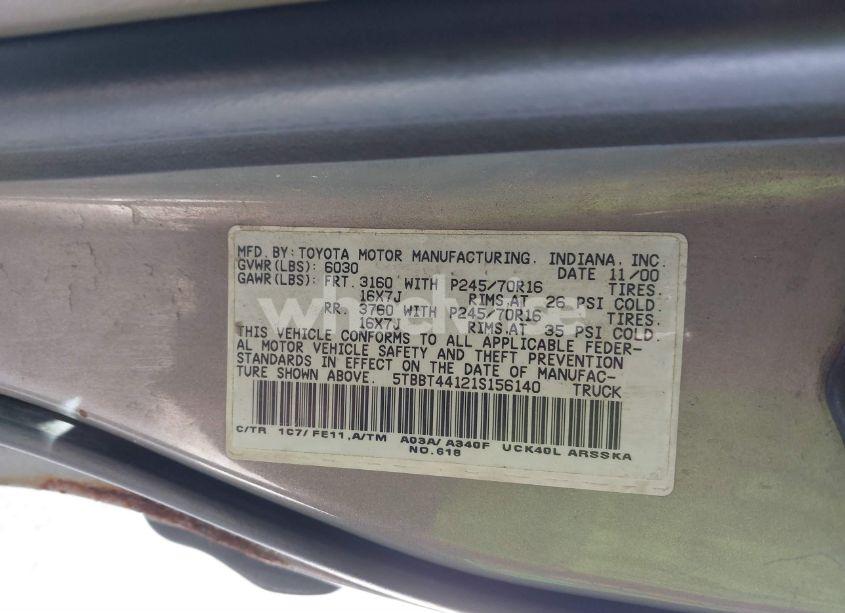 MFD. BY: TOYOTA MOTOR MANUFACTURING, INDIANA, INC.
GVWR(LBS): 6030 DATE 11/00
GAWR(LBS): FRT. 3160 WITH P245/70R16 TIRES.
16X7J RIMS.AT 26 PSI COLD.
RR. 3760 WITH P245/70R16 TIRES.
16X7J RIMS.AT 35 PSI COLD.
THIS VEHICLE CONFORMS TO ALL APPLICABLE FEDER-
AL MOTOR VEHICLE SAFETY AND THEFT PREVENTION
STANDARDS IN EFFECT ON THE DATE OF MANUFAC-
TURE SHOWN ABOVE. 5TBBT44121S156140 TRUCK
C/TR 1C7/FE11,A/TM A03A/A340F UCK40L ARSSKA
NO.618
wheelwise